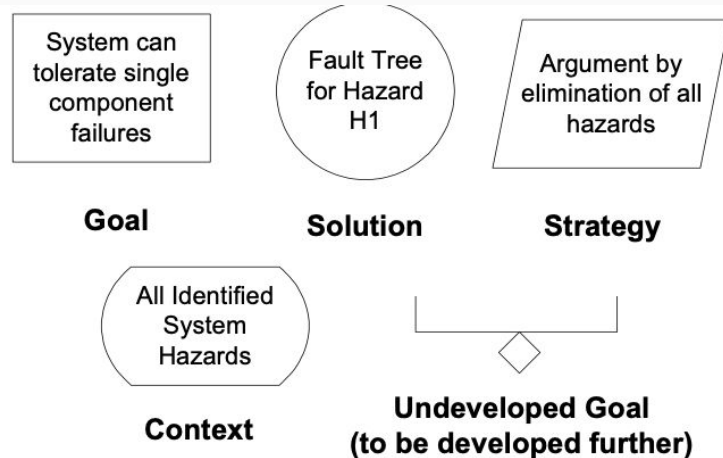 System can
tolerate single
component
failures
Goal
Fault Tree
for Hazard
H1
Solution
Argument by
elimination of all
hazards
Strategy
All Identified
System
Hazards
Context
Undeveloped Goal
(to be developed further)